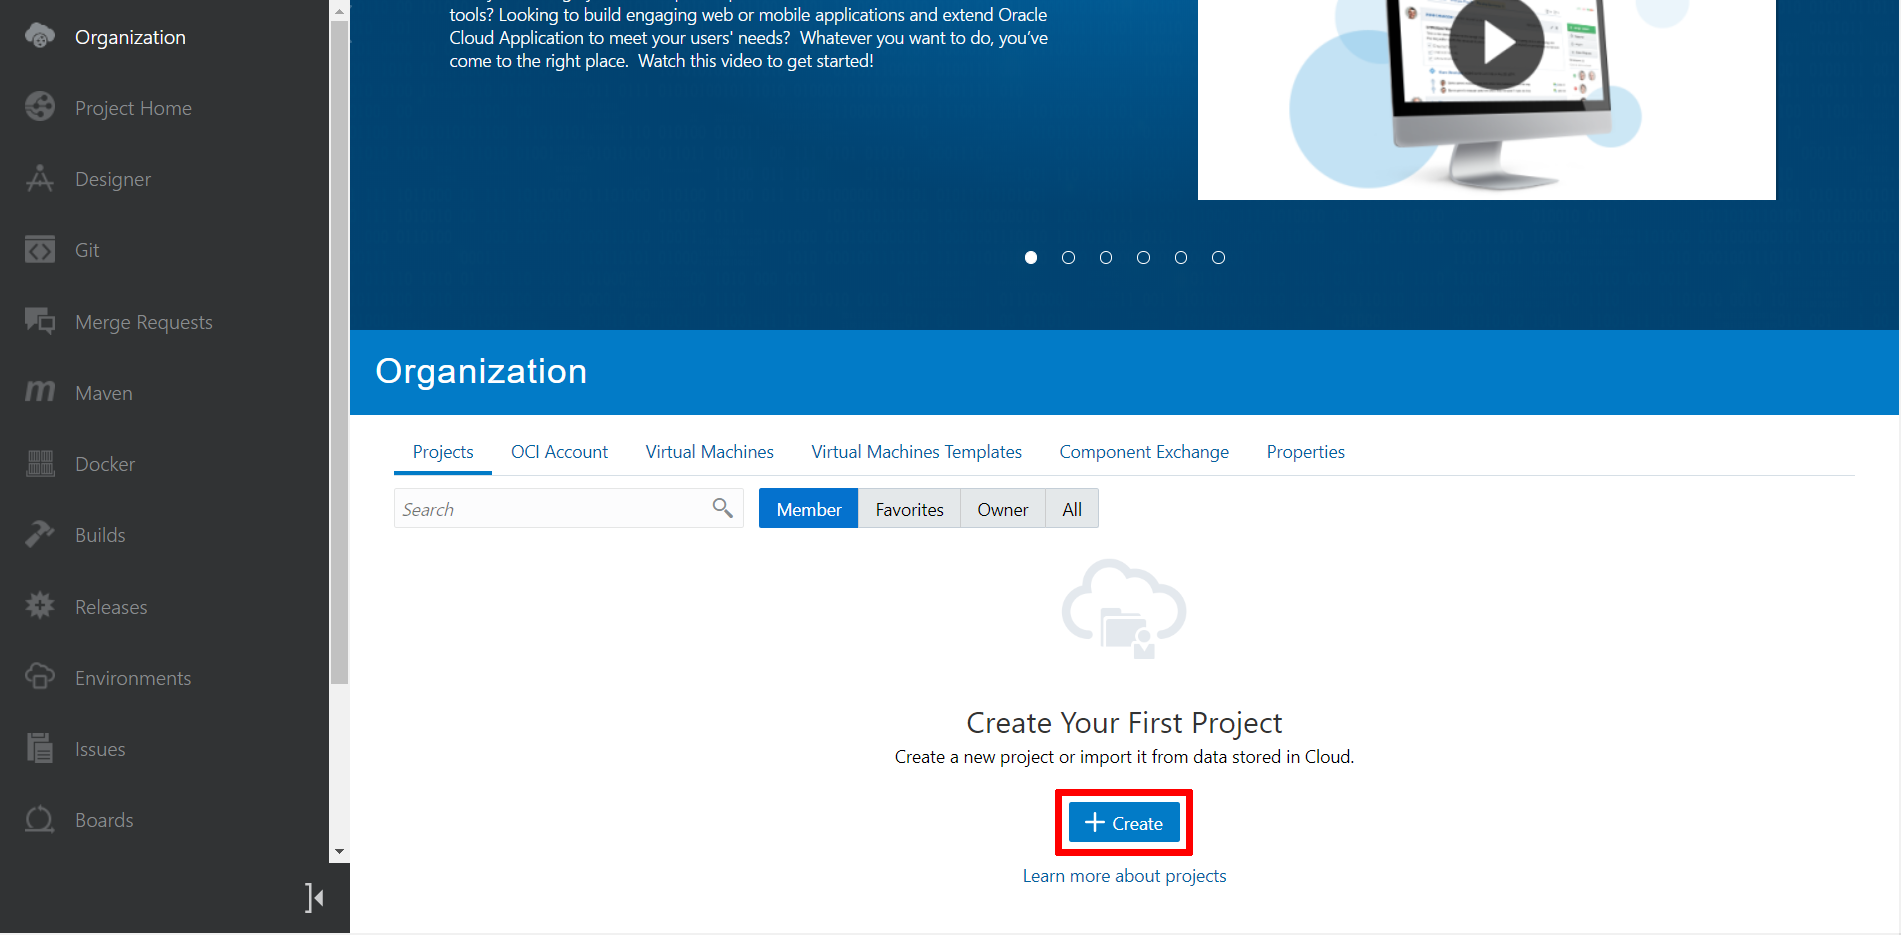 Organization
Project Home
Designer
Git
Merge Requests
Maven
Docker
Builds
Releases
Environments
Issues
Boards
tools? Looking to build engaging web or mobile applications and extend Oracle
Cloud Application to meet your users' needs?  Whatever you want to do, you've
come to the right place.  Watch this video to get started!
Organization
Projects OCI Account Virtual Machines Virtual Machines Templates Component Exchange Properties
Search Member Favorites Owner All
Create Your First Project
Create a new project or import it from data stored in Cloud.
Create
Learn more about projects